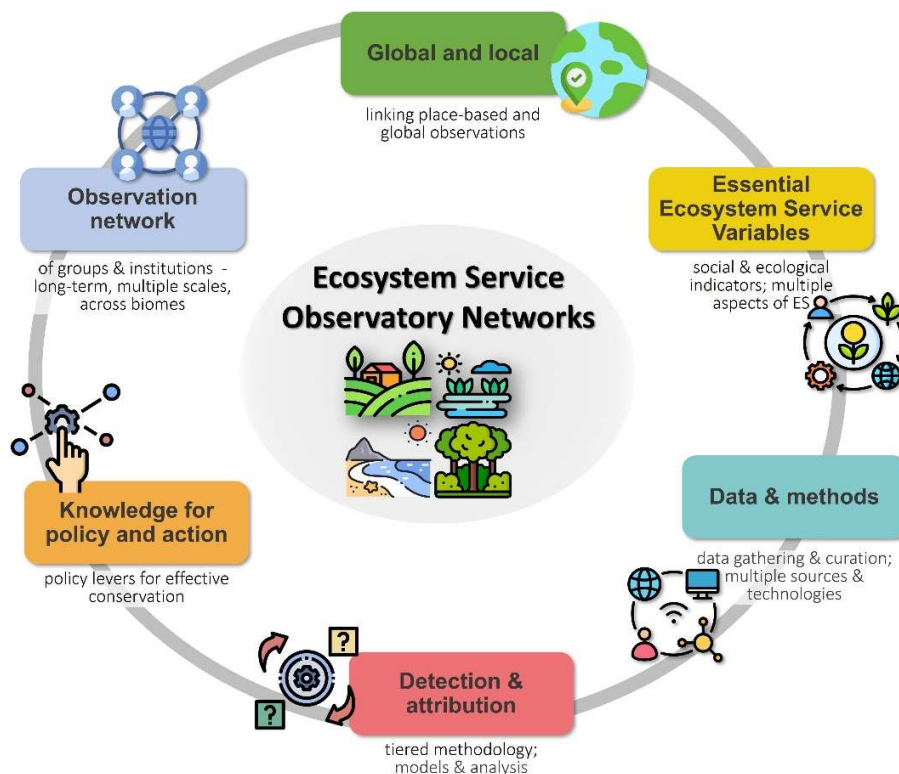 Global and local
linking place-based and
global observations
Essential
Ecosystem Service
Variables
social & ecological
indicators; multiple
aspects of ES
Data & methods
data gathering & curation;
multiple sources &
technologies
Detection &
attribution
tiered methodology;
models & analysis
? 
?
Knowledge for
policy and action
policy levers for effective
conservation
Observation
network
of groups & institutions -
long-term, multiple scales,
across biomes
Ecosystem Service
Observatory Networks